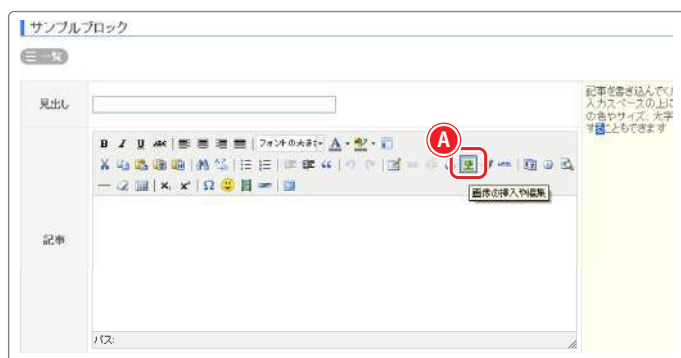 サンプルブロック
一覧
見出し
記事を書き込んでく
入力スペースの上に
の色やサイズ、太字
することもできます
B I U ABC フォントの大きさ A
A
HTML
Ω
画像の挿入や編集
記事
パス: